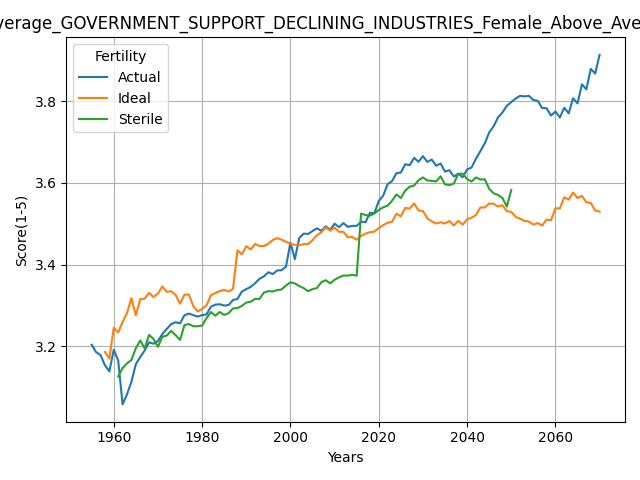 verage_GOVERNMENT_SUPPORT_DECLINING_INDUSTRIES_Female_Above_Ave
Fertility
Actual
Ideal
Sterile
3.8
3.6
3.4
3.2
Score(1-5)
1960 1980 2000 2020 2040 2060
Years